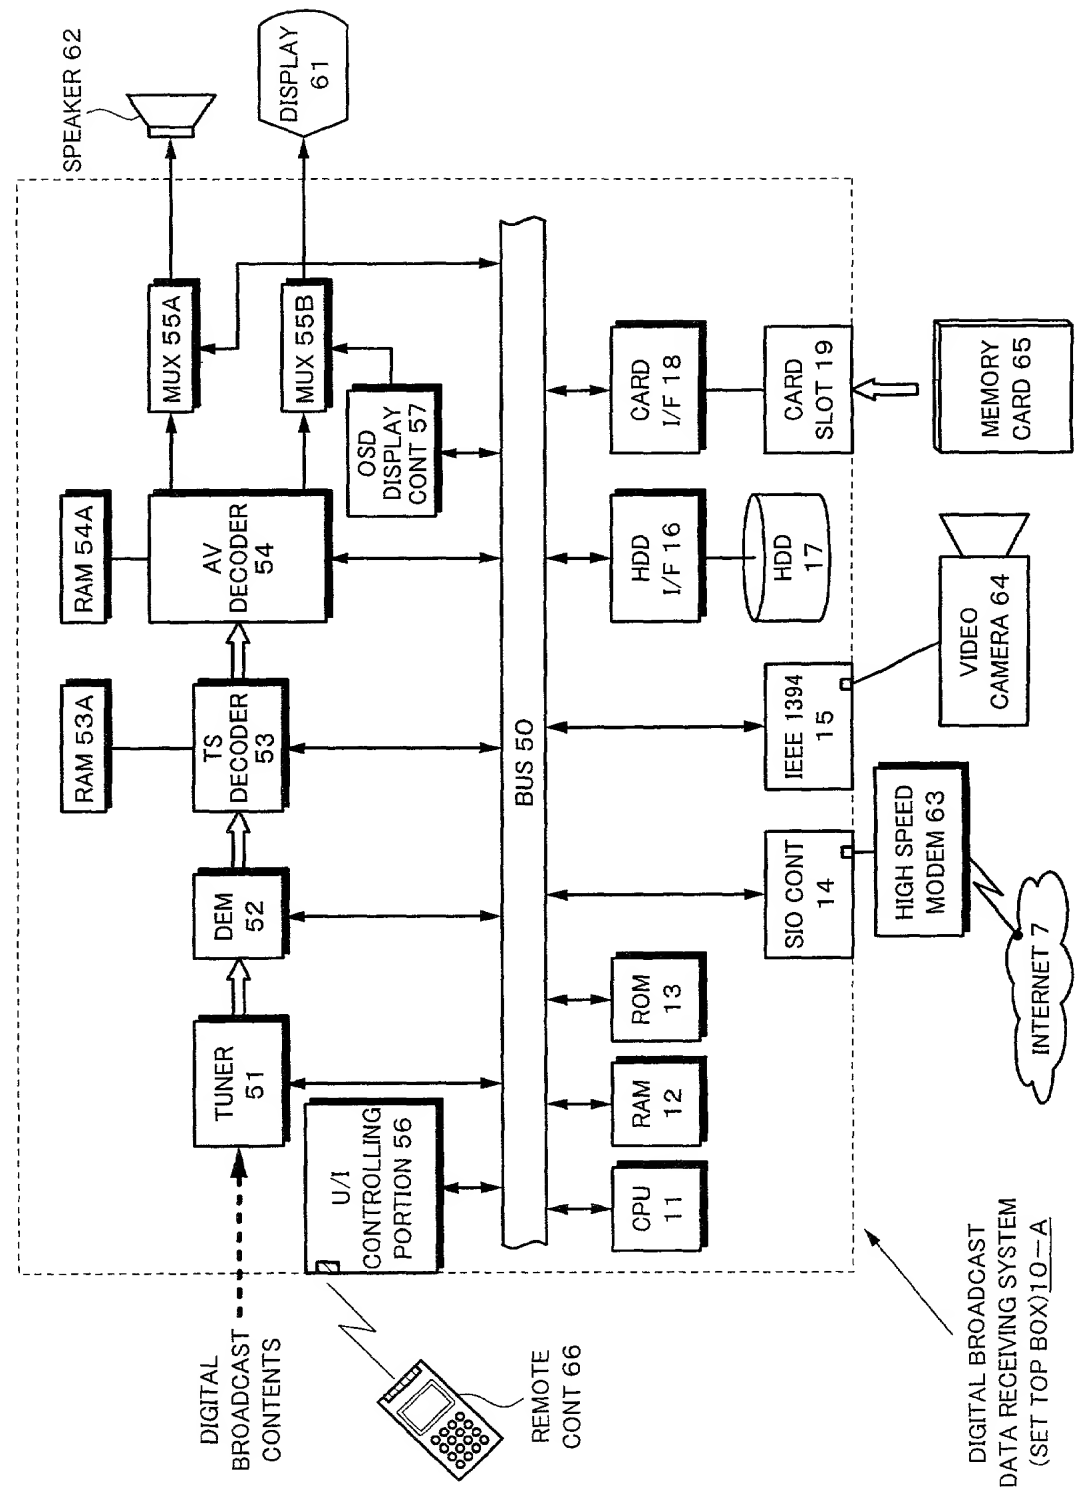 SPEAKER 62
DISPLAY
61
MUX 55A
MUX 55B
RAM 54A
AV
DECODER
54
OSD
DISPLAY
CONT 57
RAM 53A
TS
DECODER
53
DEM
52
TUNER
51
U/I
CONTROLLING
PORTION 56
DIGITAL
BROADCAST
CONTENTS
REMOTE
CONT 66
BUS 50
CPU
11
RAM
12
ROM
13
SIO CONT
14
IEEE 1394
15
HDD
I/F 16
HDD
17
CARD
I/F 18
CARD
SLOT 19
MEMORY
CARD 65
VIDEO
CAMERA 64
HIGH SPEED
MODEM 63
INTERNET 7
DIGITAL BROADCAST
DATA RECEIVING SYSTEM
(SET TOP BOX)10-A